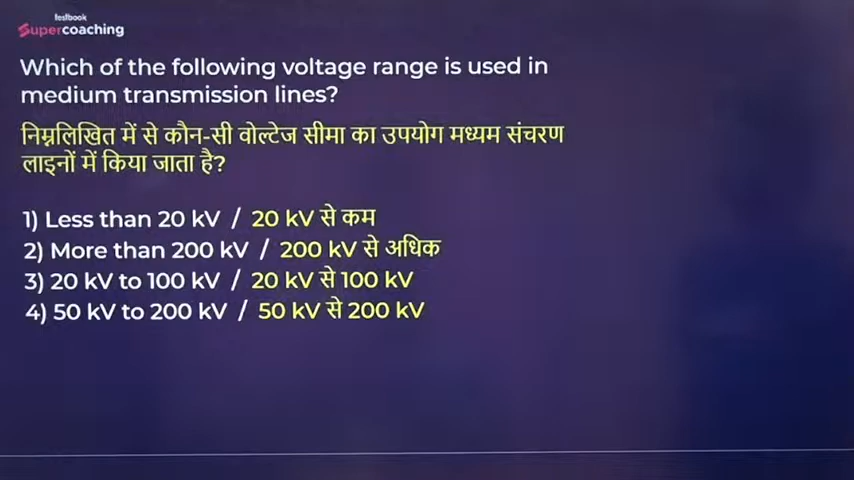 testbook
Supercoaching
Which of the following voltage range is used in
medium transmission lines?
निम्नलिखित में से कौन-सी वोल्टेज सीमा का उपयोग मध्यम संचरण
लाइनों में किया जाता है?
1) Less than 20 kV / 20 kV से कम
2) More than 200 kV / 200 kV से अधिक
3) 20 kV to 100 kV / 20 kV से 100 kV
4) 50 kV to 200 kV / 50 kV से 200 kV